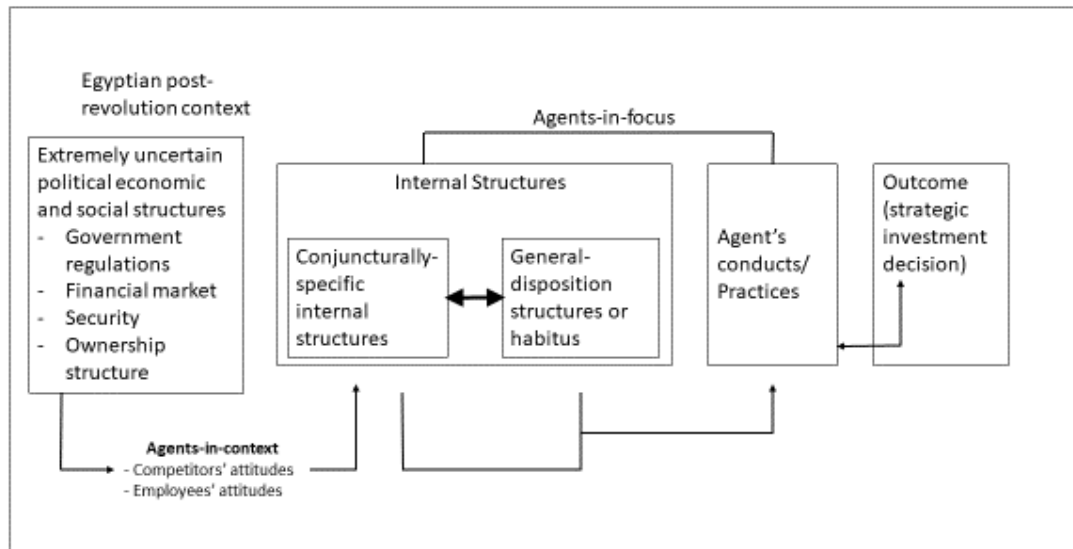 Egyptian post-
revolution context
Extremely uncertain
political economic
and social structures
- Government
regulations
- Financial market
- Security
- Ownership
structure
Agents-in-context
- Competitors' attitudes
- Employees' attitudes
Agents-in-focus
Internal Structures
Conjuncturally-
specific
internal
structures
General-
disposition
structures or
habitus
Agent's
conducts/
Practices
Outcome
(strategic
investment
decision)